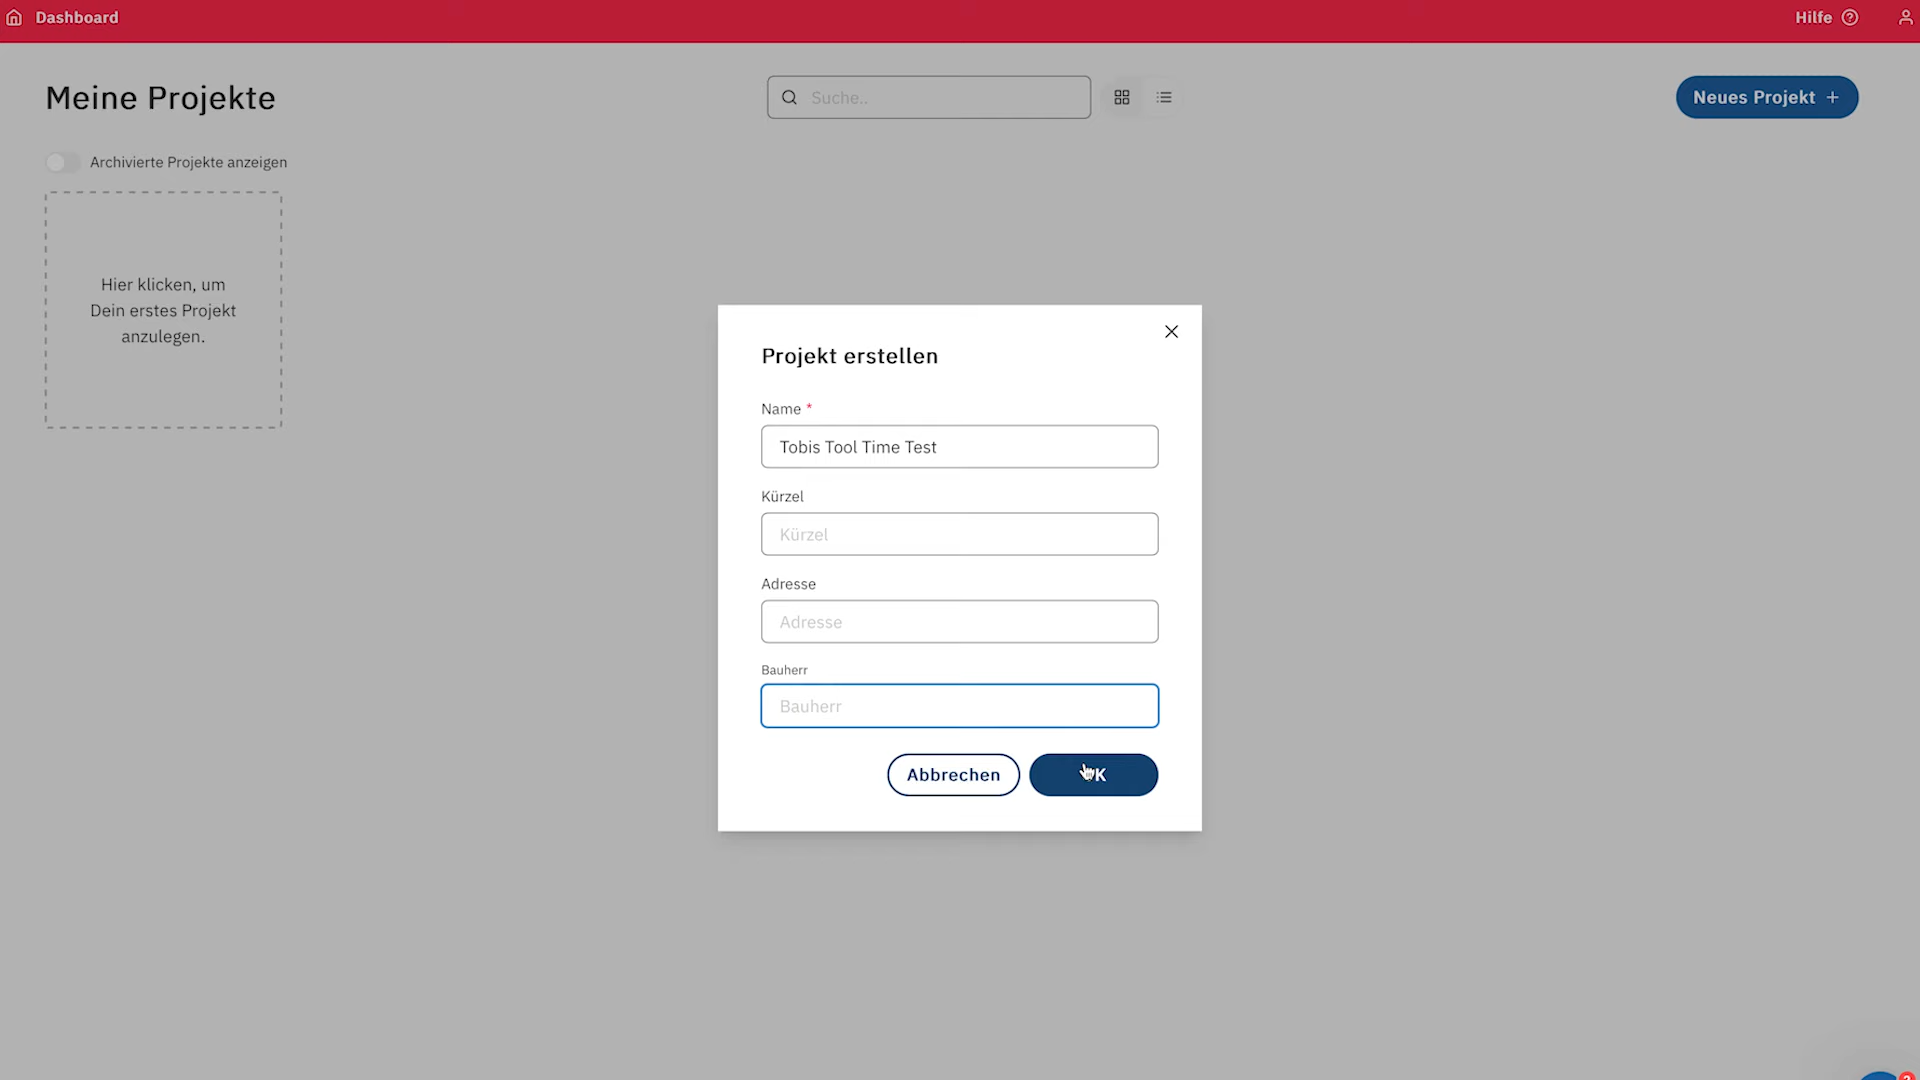 Dashboard
Hilfe
Meine Projekte
Suche..
Neues Projekt +
Archivierte Projekte anzeigen
Hier klicken, um
Dein erstes Projekt
anzulegen.
Projekt erstellen
Name *
Tobis Tool Time Test
Kürzel
Kürzel
Adresse
Adresse
Bauherr
Bauherr
Abbrechen
OK